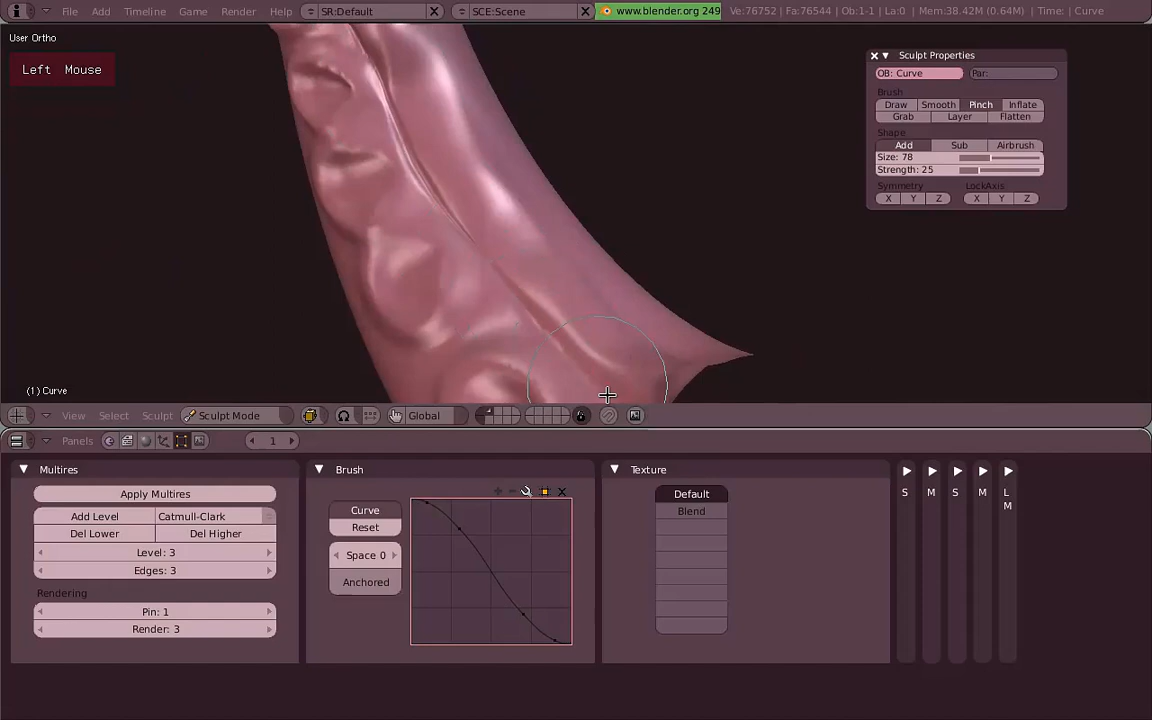 File Add Timeline Game Render Help SR:Default SCE:Scene www.blender.org 249 Ve:76752 | Fa:76544 | Ob:1-1 | La:0 | Mem:38.42M (0.64M) | Time: | Curve
User Ortho
Left Mouse
Sculpt Properties
OB: Curve Par:
Brush
Draw Smooth Pinch Inflate
Grab Layer Flatten
Shape
Add Sub Airbrush
Size: 78
Strength: 25
Symmetry LockAxis
X Y Z X Y Z
(1) Curve
View Select Sculpt Sculpt Mode Global
Panels 1
Multires Brush Texture
Apply Multires
Add Level Catmull-Clark
Del Lower Del Higher
Level: 3
Edges: 3
Rendering
Pin: 1
Render: 3
Curve
Reset
Space 0
Anchored
Default
Blend
S M S M L
M